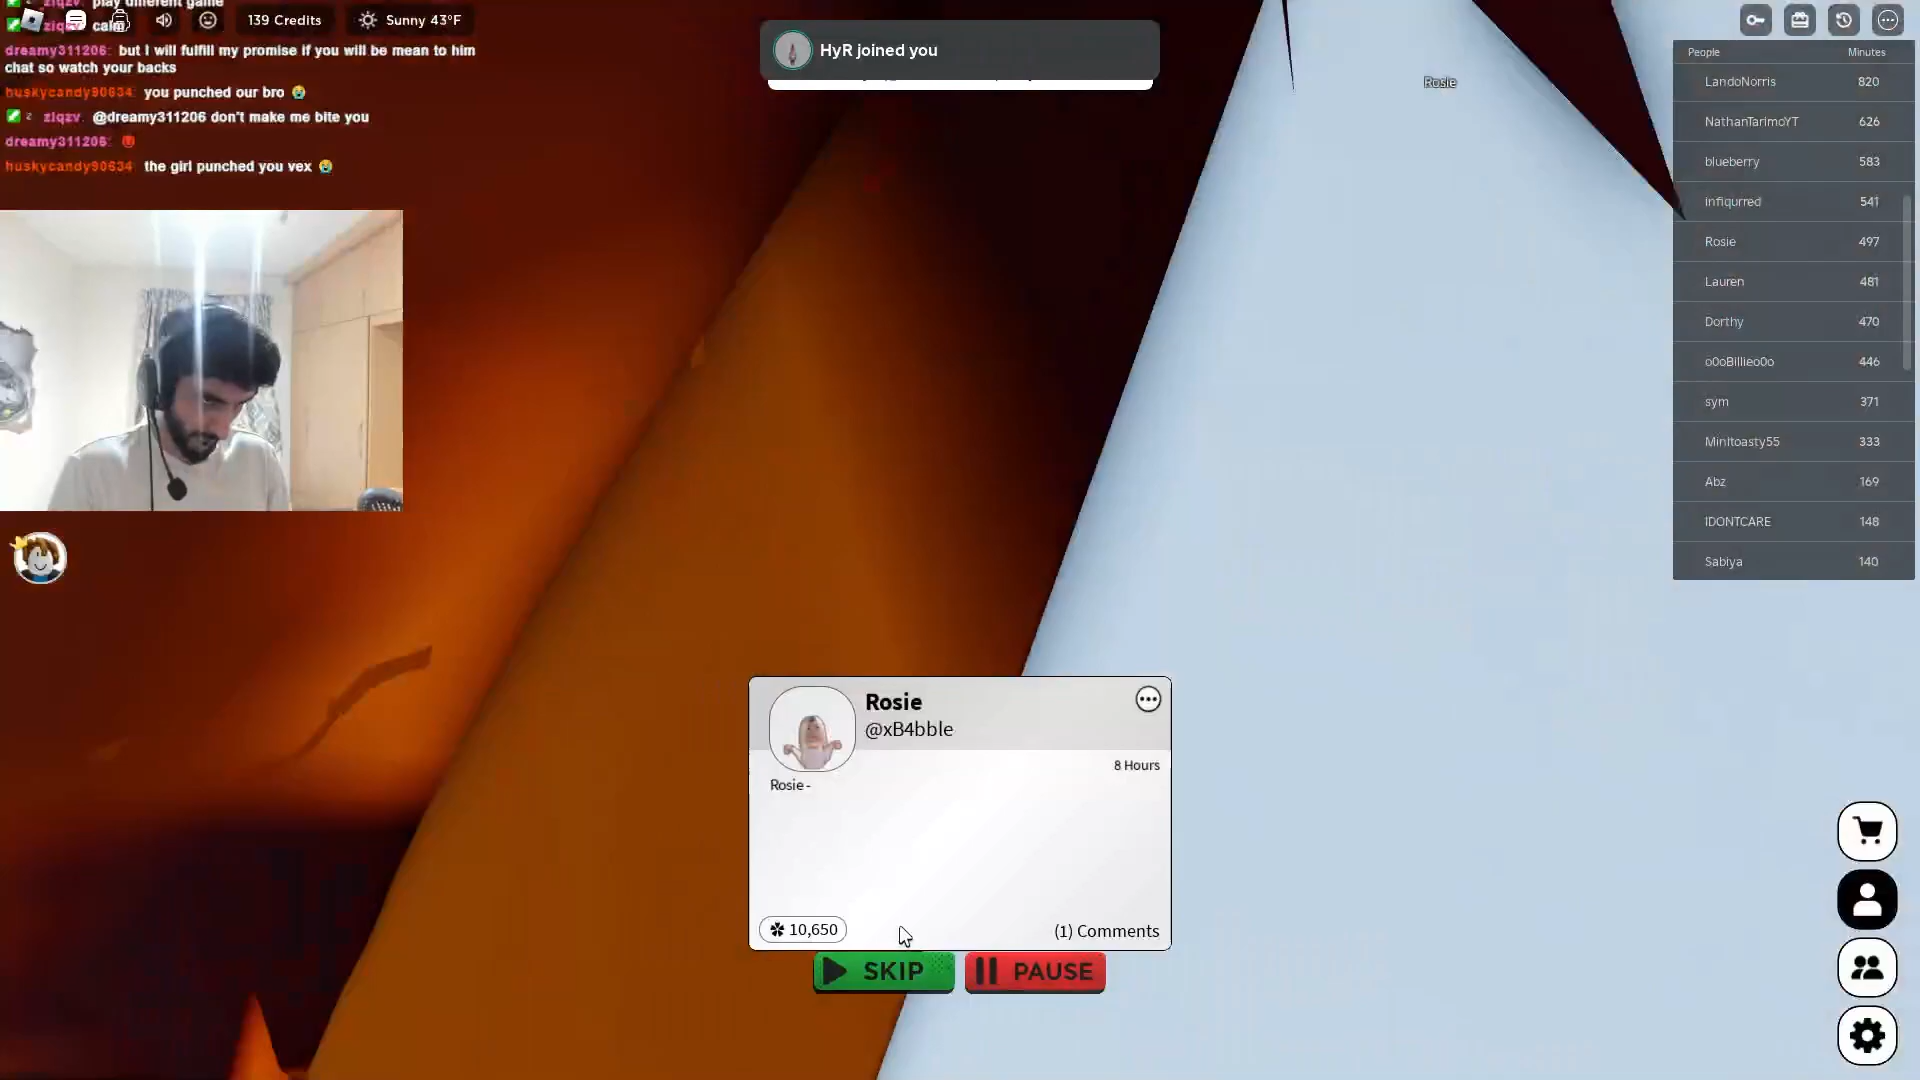 play different game
139 Credits
Sunny 43°F
HyR joined you
ziqzv: calm
dreamy311206: but I will fulfill my promise if you will be mean to him
chat so watch your backs
huskycandy90634: you punched our bro 😭
2 ziqzv: @dreamy311206 don't make me bite you
dreamy311206:
huskycandy90634: the girl punched you vex 😭
Rosie
People Minutes
LandoNorris 820
NathanTarimoYT 626
blueberry 583
infiqurred 541
Rosie 497
Lauren 481
Dorthy 470
o0oBillieo0o 446
sym 371
Minitoasty55 333
Abz 169
IDONTCARE 148
Sabiya 140
Rosie
@xB4bble
8 Hours
Rosie -
10,650
(1) Comments
SKIP
PAUSE